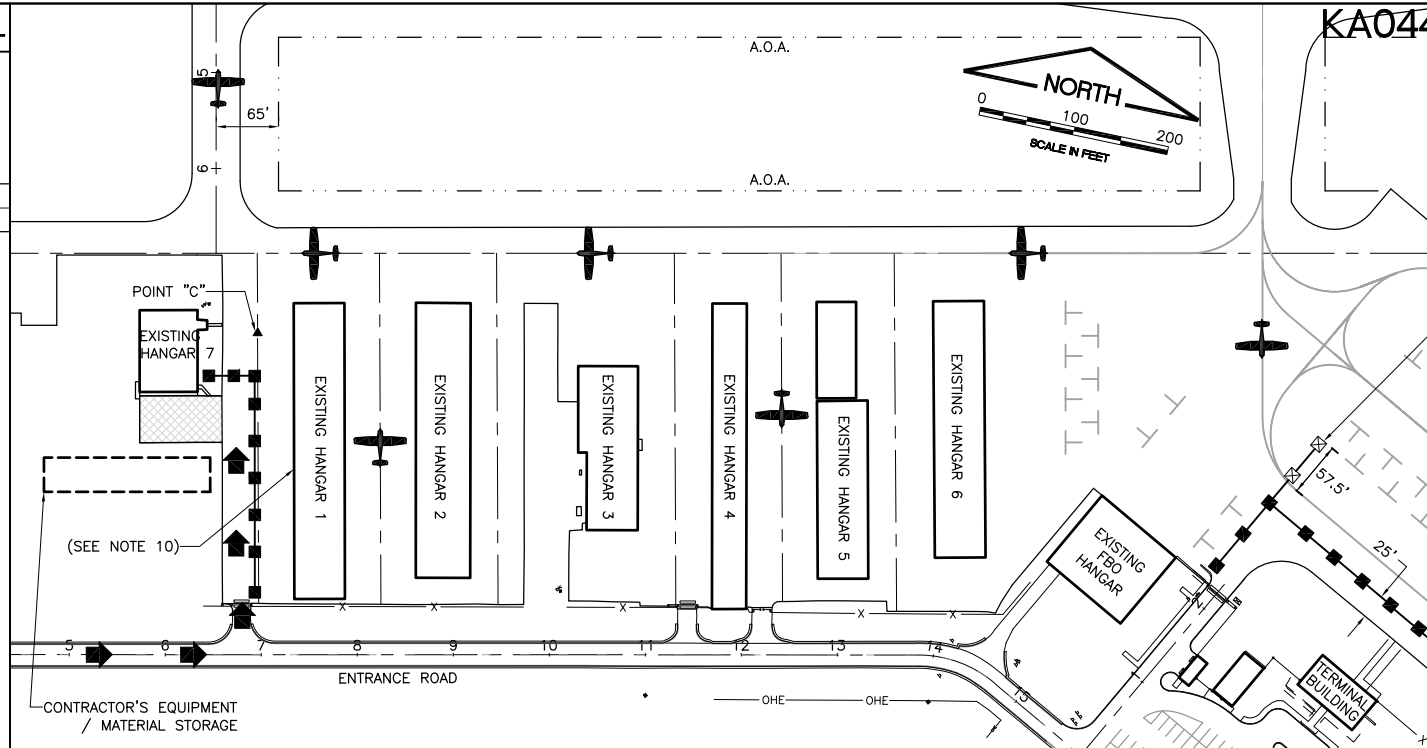 KA044
A.O.A.
NORTH
0
100
200
SCALE IN FEET
5
65'
6
A.O.A.
POINT "C"
EXISTING
HANGAR 7
EXISTING HANGAR 1
EXISTING HANGAR 2
EXISTING HANGAR 3
EXISTING HANGAR 4
EXISTING HANGAR 5
EXISTING HANGAR 6
57.5'
(SEE NOTE 10)
EXISTING
FBO
HANGAR
25'
X
X
X
X
X
5
6
7
8
9
10
11
12
13
14
15
ENTRANCE ROAD
OHE
OHE
TERMINAL
BUILDING
CONTRACTOR'S EQUIPMENT
/ MATERIAL STORAGE